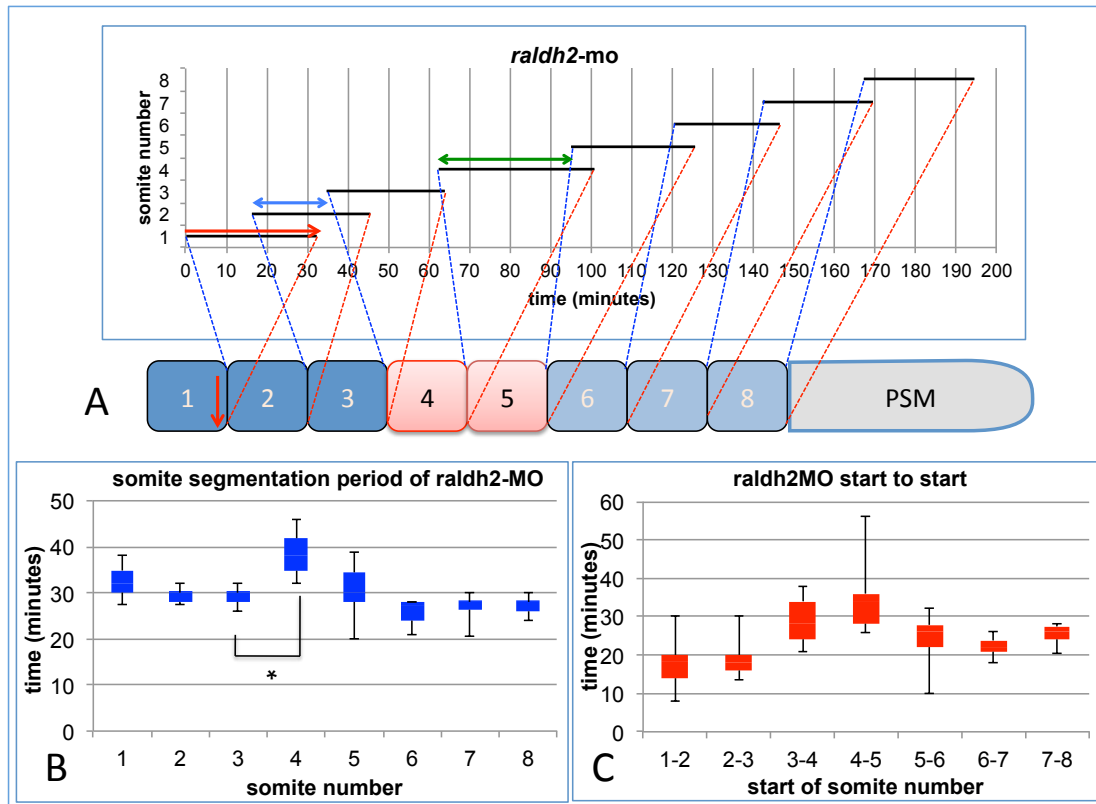 raldh2-mo
somite number
8
7
6
5
4
3
2
1
0 10 20 30 40 50 60 70 80 90 100 110 120 130 140 150 160 170 180 190 200
time (minutes)
A
1 2 3 4 5 6 7 8 PSM
somite segmentation period of raldh2-MO
time (minutes)
50
40
30
20
10
0
*
1 2 3 4 5 6 7 8
B
somite number
raldh2MO start to start
time (minutes)
60
50
40
30
20
10
0
1-2 2-3 3-4 4-5 5-6 6-7 7-8
C
start of somite number